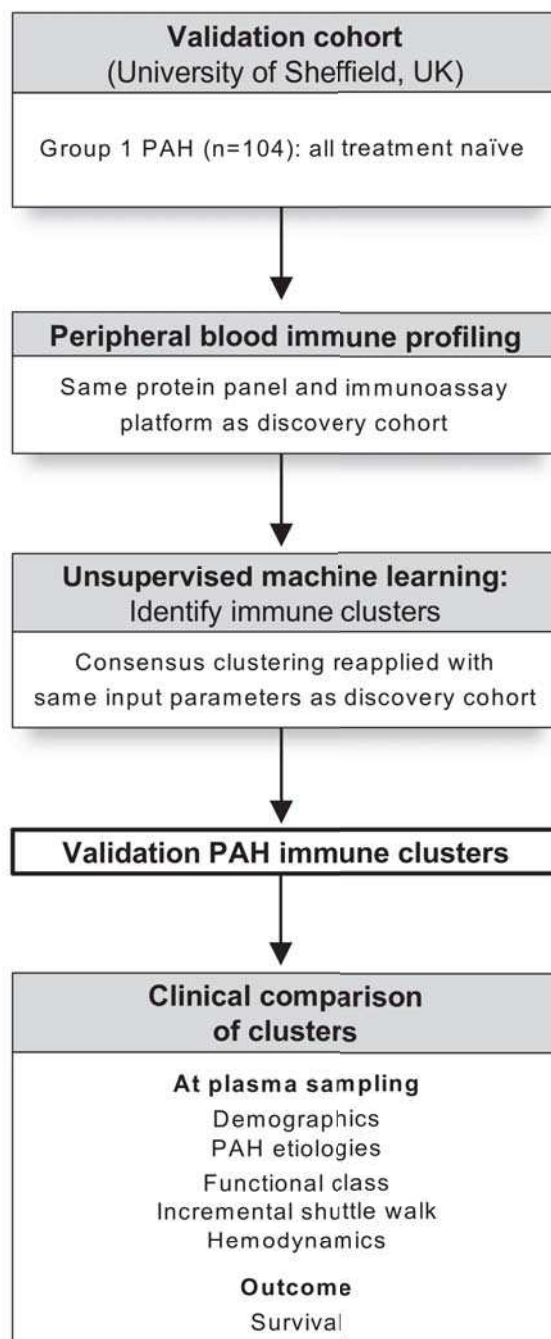 Validation cohort
(University of Sheffield, UK)
Group 1 PAH (n=104): all treatment naïve
Peripheral blood immune profiling
Same protein panel and immunoassay
platform as discovery cohort
Unsupervised machine learning:
Identify immune clusters
Consensus clustering reapplied with
same input parameters as discovery cohort
Validation PAH immune clusters
Clinical comparison
of clusters
At plasma sampling
Demographics
PAH etiologies
Functional class
Incremental shuttle walk
Hemodynamics
Outcome
Survival